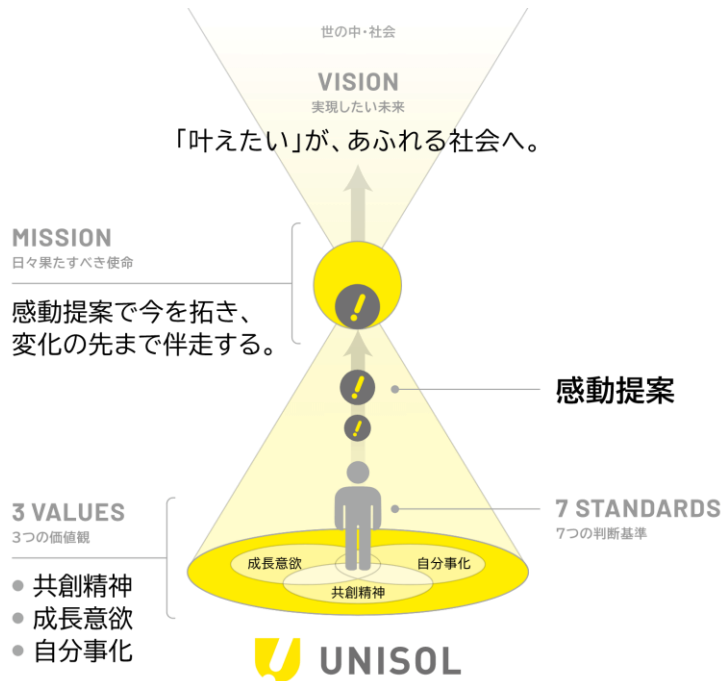 世の中・社会
VISION
実現したい未来
「叶えたい」が、あふれる社会へ。
MISSION
日々果たすべき使命
感動提案で今を拓き、
変化の先まで伴走する。
感動提案
3 VALUES
3つの価値観
共創精神
成長意欲
自分事化
7 STANDARDS
7つの判断基準
成長意欲
自分事化
共創精神
UNISOL